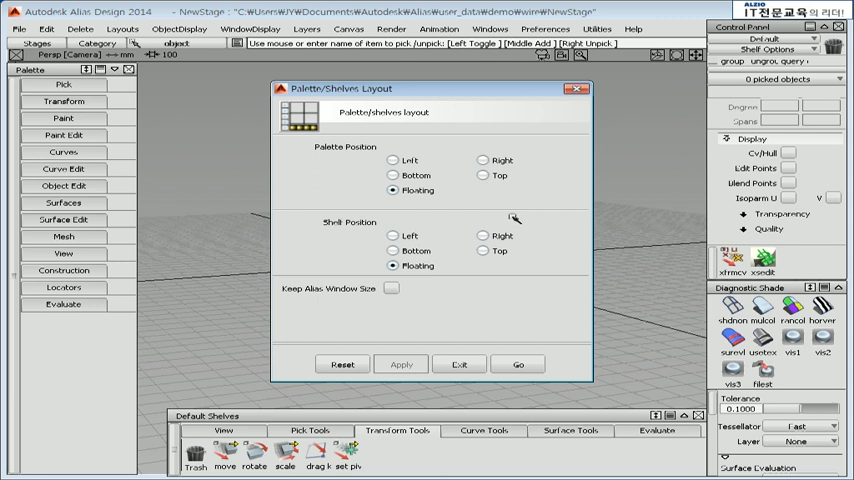 Autodesk Alias Design 2014 - NewStage : "C:\Users\JY\Documents\Autodesk\Alias\user_data\demo\wire\NewStage"
ALZIO
IT전문교육의 리더!
File Edit Delete Layouts ObjectDisplay WindowDisplay Layers Canvas Render Animation Windows Preferences Utilities Help
Stages Category object Use mouse or enter name of item to pick /unpick: [Left Toggle ] [Middle Add ] [Right Unpick ]
Persp [Camera] mm 100
Control Panel
Default
Shelf Options
group ungrou query i
0 picked objects
Degree
Spans
Display
Cv/Hull
Edit Points
Blend Points
Isoparm U V
Transparency
Quality
xfrmcv xsedit
Diagnostic Shade
shdnon mulcol rancol horver
surevl usetex vis1 vis2
vis3 filest
Tolerance
0.1000
Tessellator Fast
Layer None
Surface Evaluation
Palette
Pick
Transform
Paint
Paint Edit
Curves
Curve Edit
Object Edit
Surfaces
Surface Edit
Mesh
View
Construction
Locators
Evaluate
Palette/Shelves Layout
Palette/shelves layout
Palette Position
Left Right
Bottom Top
Floating
Shelf Position
Left Right
Bottom Top
Floating
Keep Alias Window Size
Reset Apply Exit Go
Default Shelves
View Pick Tools Transform Tools Curve Tools Surface Tools Evaluate
Trash move rotate scale drag k set piv